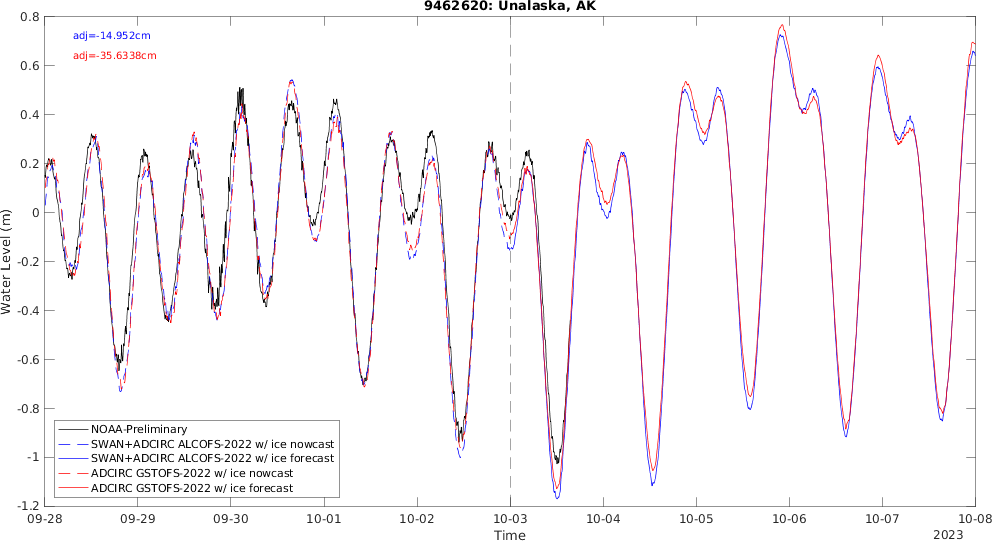 9462620: Unalaska, AK
adj=-14.952cm
adj=-35.6338cm
0.8
0.6
0.4
0.2
0
-0.2
-0.4
-0.6
-0.8
-1
-1.2
Water Level (m)
NOAA-Preliminary
SWAN+ADCIRC ALCOFS-2022 w/ ice nowcast
SWAN+ADCIRC ALCOFS-2022 w/ ice forecast
ADCIRC GSTOFS-2022 w/ ice nowcast
ADCIRC GSTOFS-2022 w/ ice forecast
09-28 09-29 09-30 10-01 10-02 10-03 10-04 10-05 10-06 10-07 10-08
Time
2023